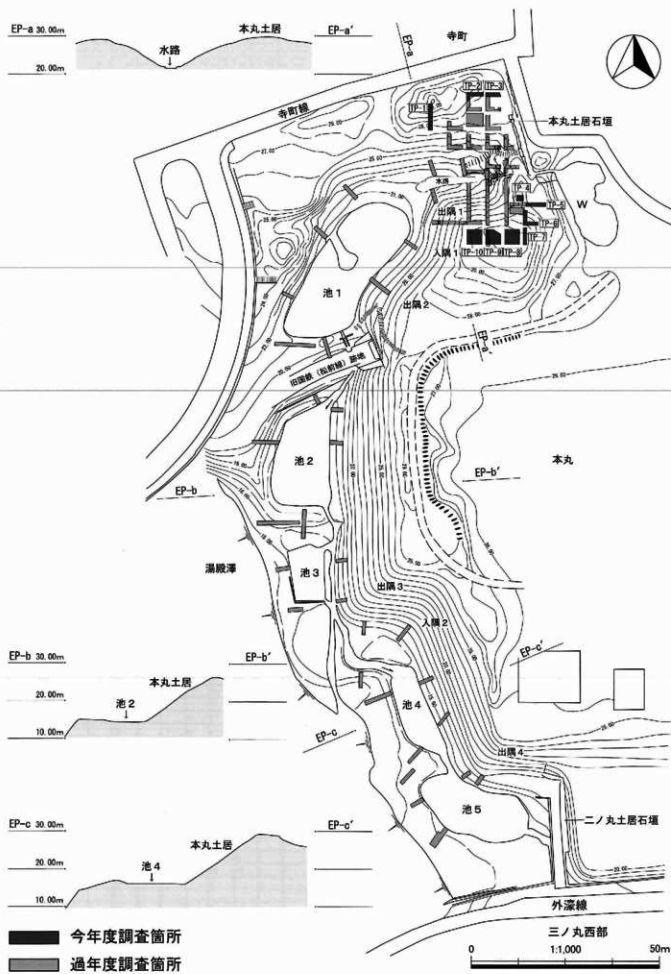 EP-a 30.00m
本丸土居
EP-a′
水路
20.00m
EP-a
寺町
寺町線
TP-1
TP-2
TP-3
本丸土居石垣
水路
TP-4
TP-5
TP-6
TP-7
W
出隅1
入隅1
TP-10
TP-9
TP-8
池1
出隅2
EP-a′
旧国鉄(松前線)跡地
池2
EP-b
EP-b′
本丸
湯殿澤
池3
出隅3
入隅2
EP-b
30.00m
EP-b′
本丸土居
20.00m
池2
10.00m
EP-c′
池4
EP-c
出隅4
池5
二ノ丸土居石垣
EP-c
30.00m
EP-c′
本丸土居
20.00m
池4
10.00m
外濠線
三ノ丸西部
今年度調査箇所
過年度調査箇所
0
1:1,000
50m